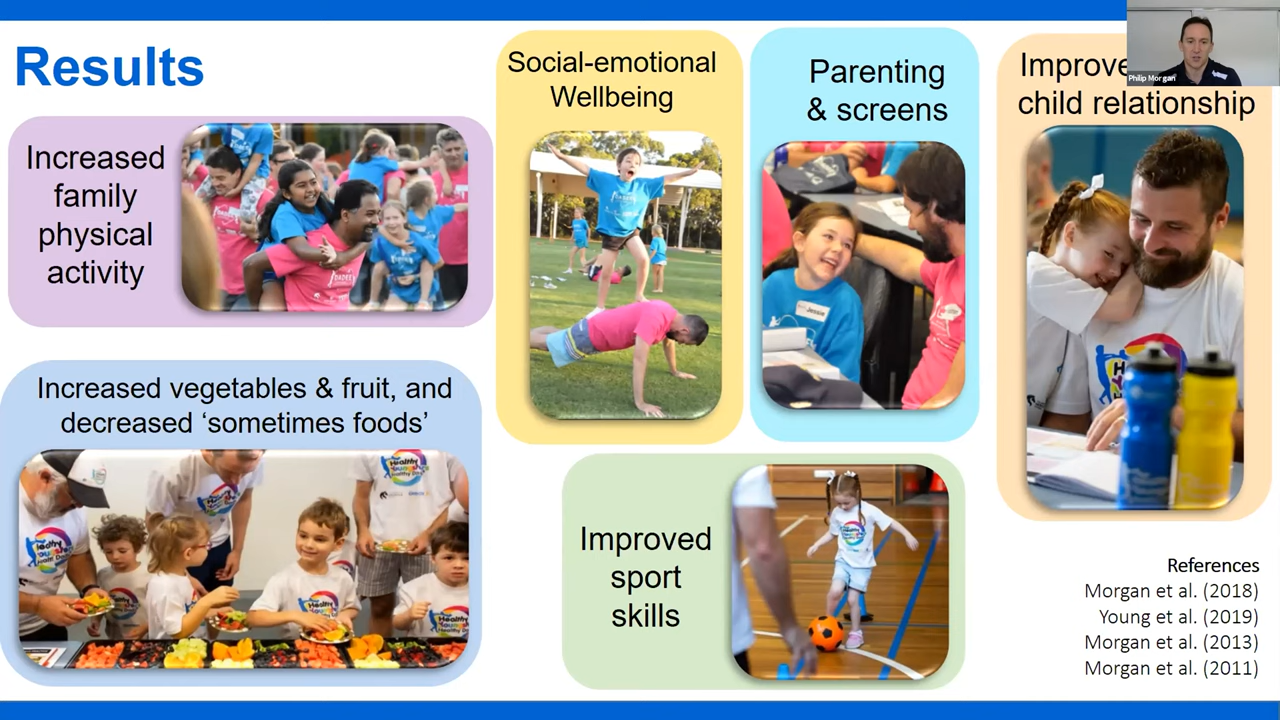 Results
Increased
family
physical
activity
Social-emotional
Wellbeing
Parenting
& screens
Improve
child relationship
Philip Morgan
Increased vegetables & fruit, and
decreased ‘sometimes foods’
Improved
sport
skills
Jessie
References
Morgan et al. (2018)
Young et al. (2019)
Morgan et al. (2013)
Morgan et al. (2011)